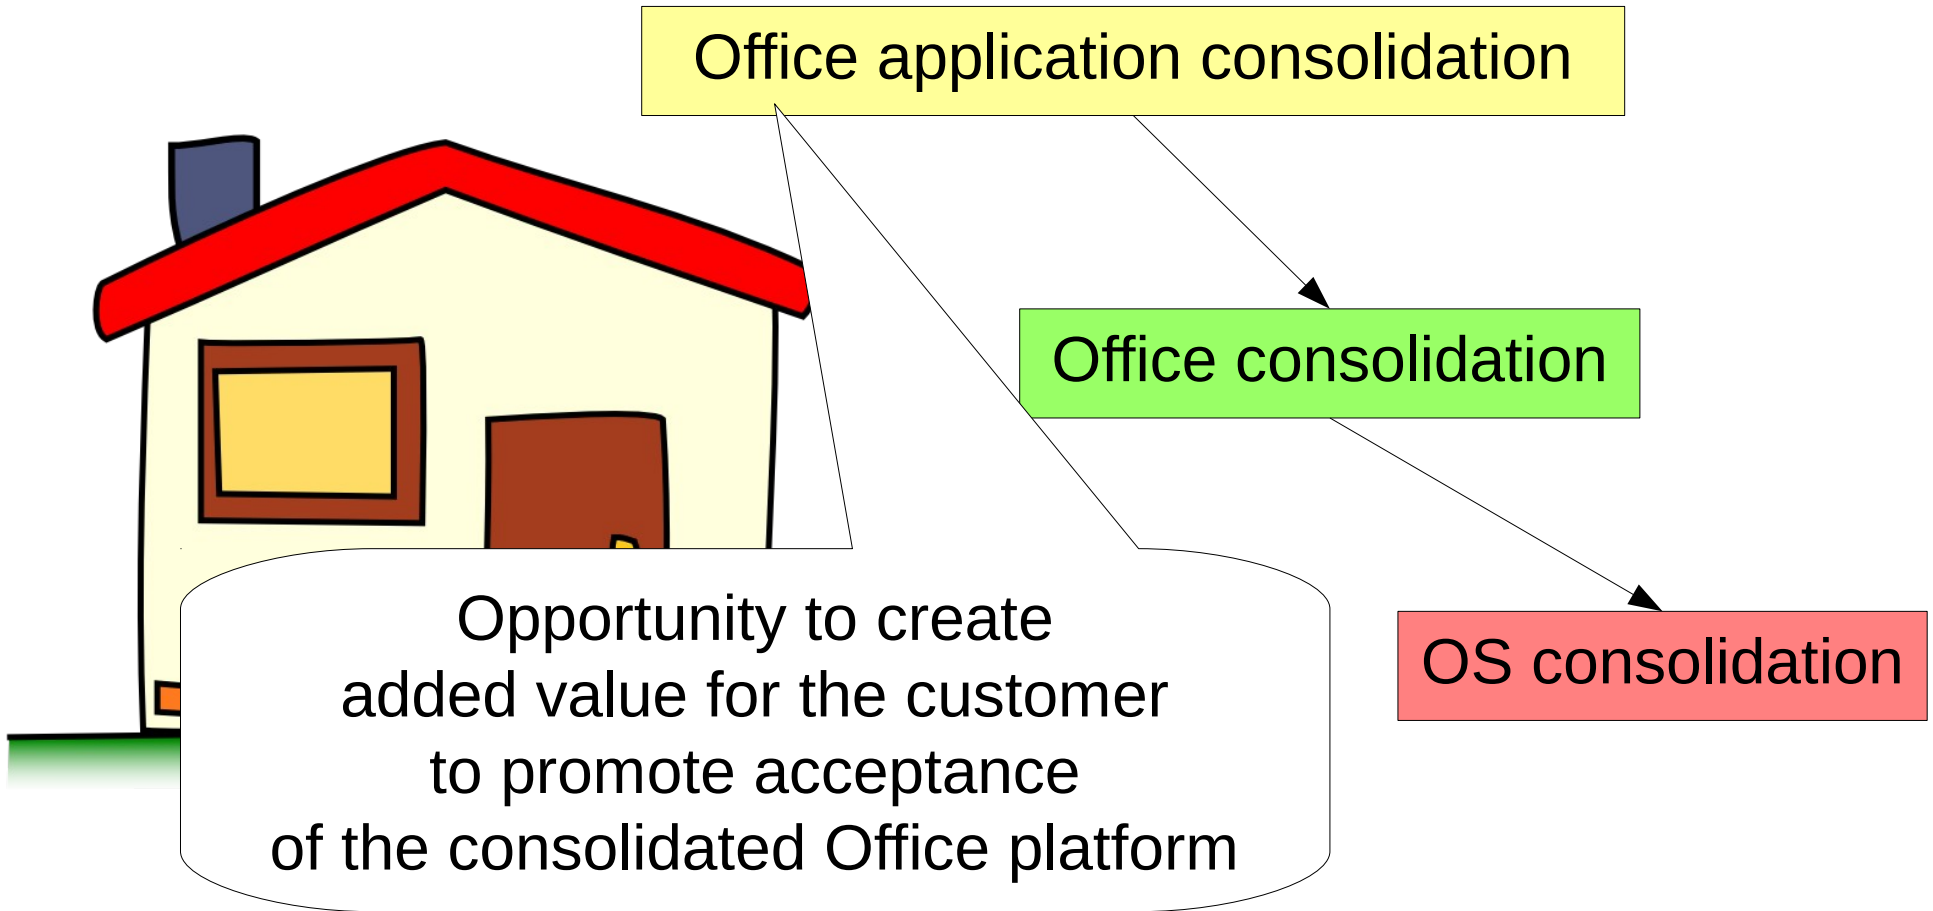 Office application consolidation
Office consolidation
OS consolidation
Opportunity to create
added value for the customer
to promote acceptance
of the consolidated Office platform